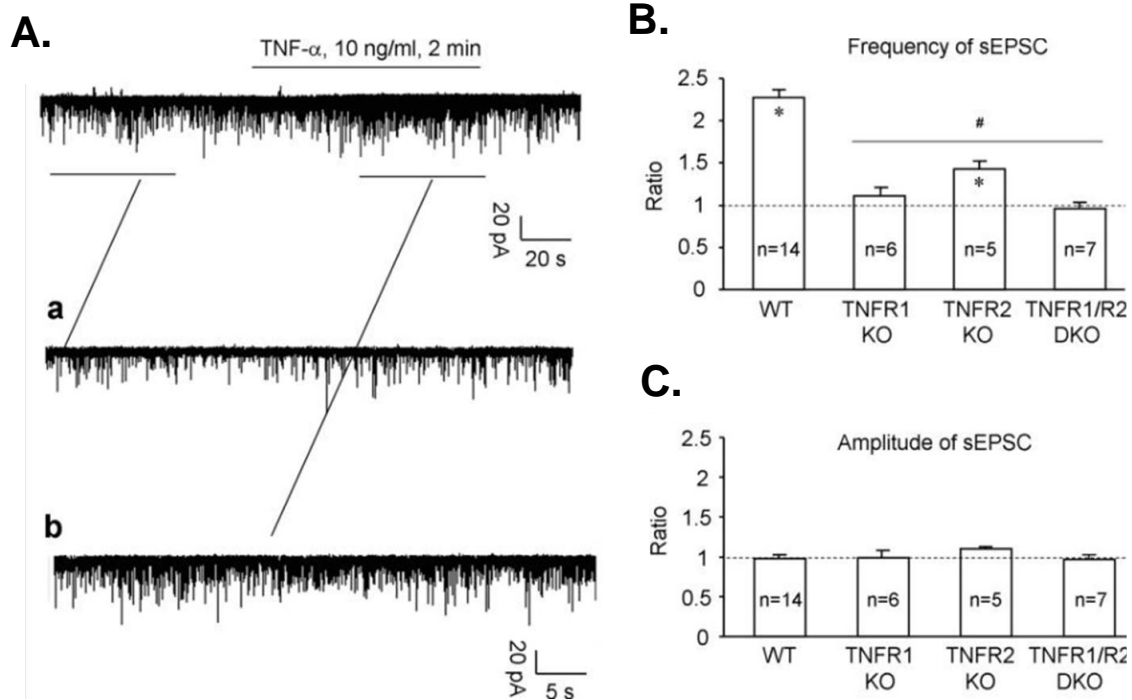 A.
TNF-α, 10 ng/ml, 2 min
20 pA
20 s
a
b
20 pA
5 s
B.
Frequency of sEPSC
2.5
2
1.5
1
0.5
0
Ratio
#
*
*
n=14
n=6
n=5
n=7
WT
TNFR1
KO
TNFR2
KO
TNFR1/R2
DKO
C.
Amplitude of sEPSC
2.5
2
1.5
1
0.5
0
Ratio
n=14
n=6
n=5
n=7
WT
TNFR1
KO
TNFR2
KO
TNFR1/R2
DKO